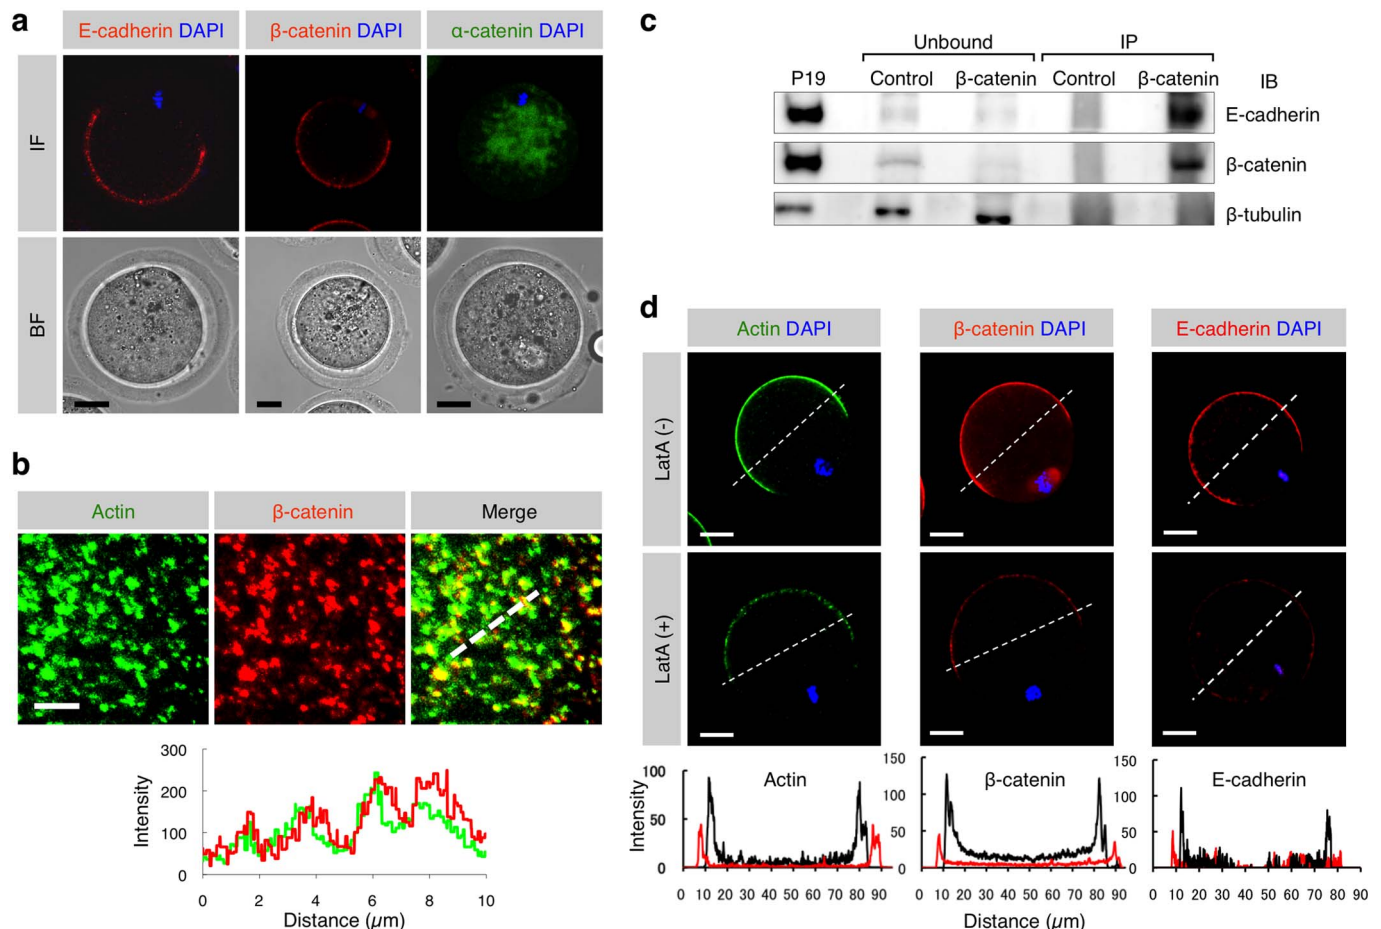 a
E-cadherin DAPI
β-catenin DAPI
α-catenin DAPI
IF
BF
b
Actin
β-catenin
Merge
Intensity
300
200
100
0
0 2 4 6 8 10
Distance (µm)
c
Unbound IP
P19 Control β-catenin Control β-catenin IB
E-cadherin
β-catenin
β-tubulin
d
Actin DAPI
β-catenin DAPI
E-cadherin DAPI
LatA (-)
LatA (+)
Intensity
100
50
0
Actin
0 10 20 30 40 50 60 70 80 90
150
100
50
0
β-catenin
0 10 20 30 40 50 60 70 80 90
150
100
50
0
E-cadherin
0 10 20 30 40 50 60 70 80 90
Distance (µm)